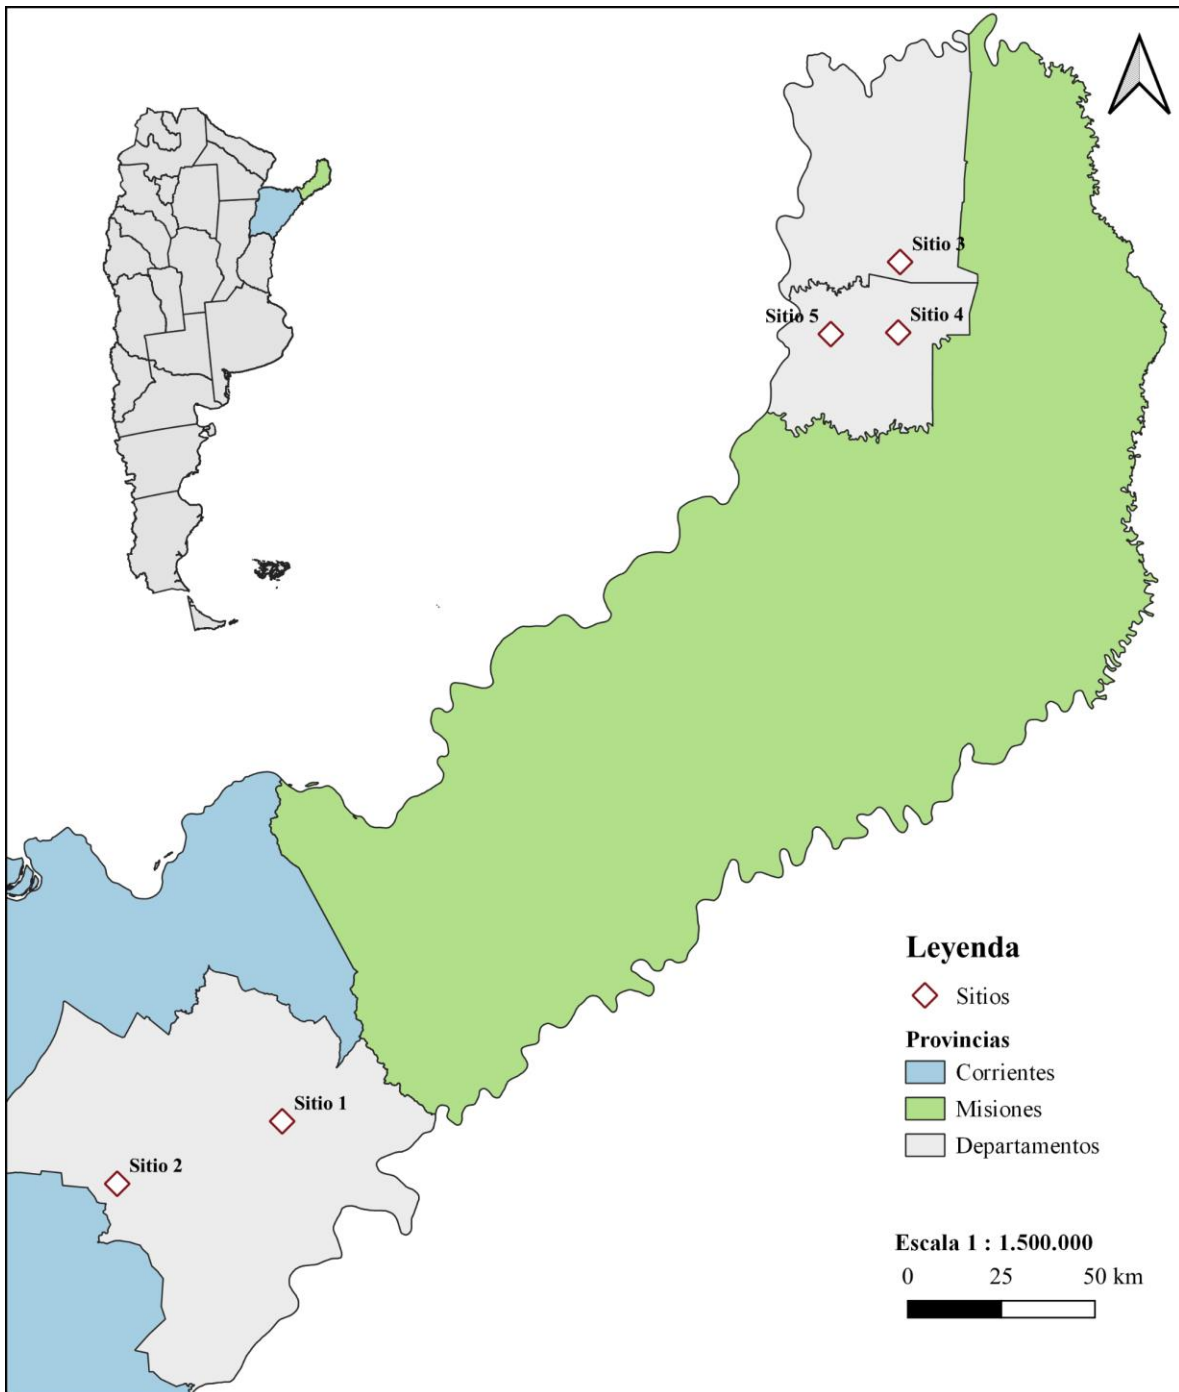 Sitio 3
Sitio 5
Sitio 4
Leyenda
Sitios
Provincias
Corrientes
Misiones
Departamentos
Sitio 1
Sitio 2
Escala 1 : 1.500.000
0 25 50 km